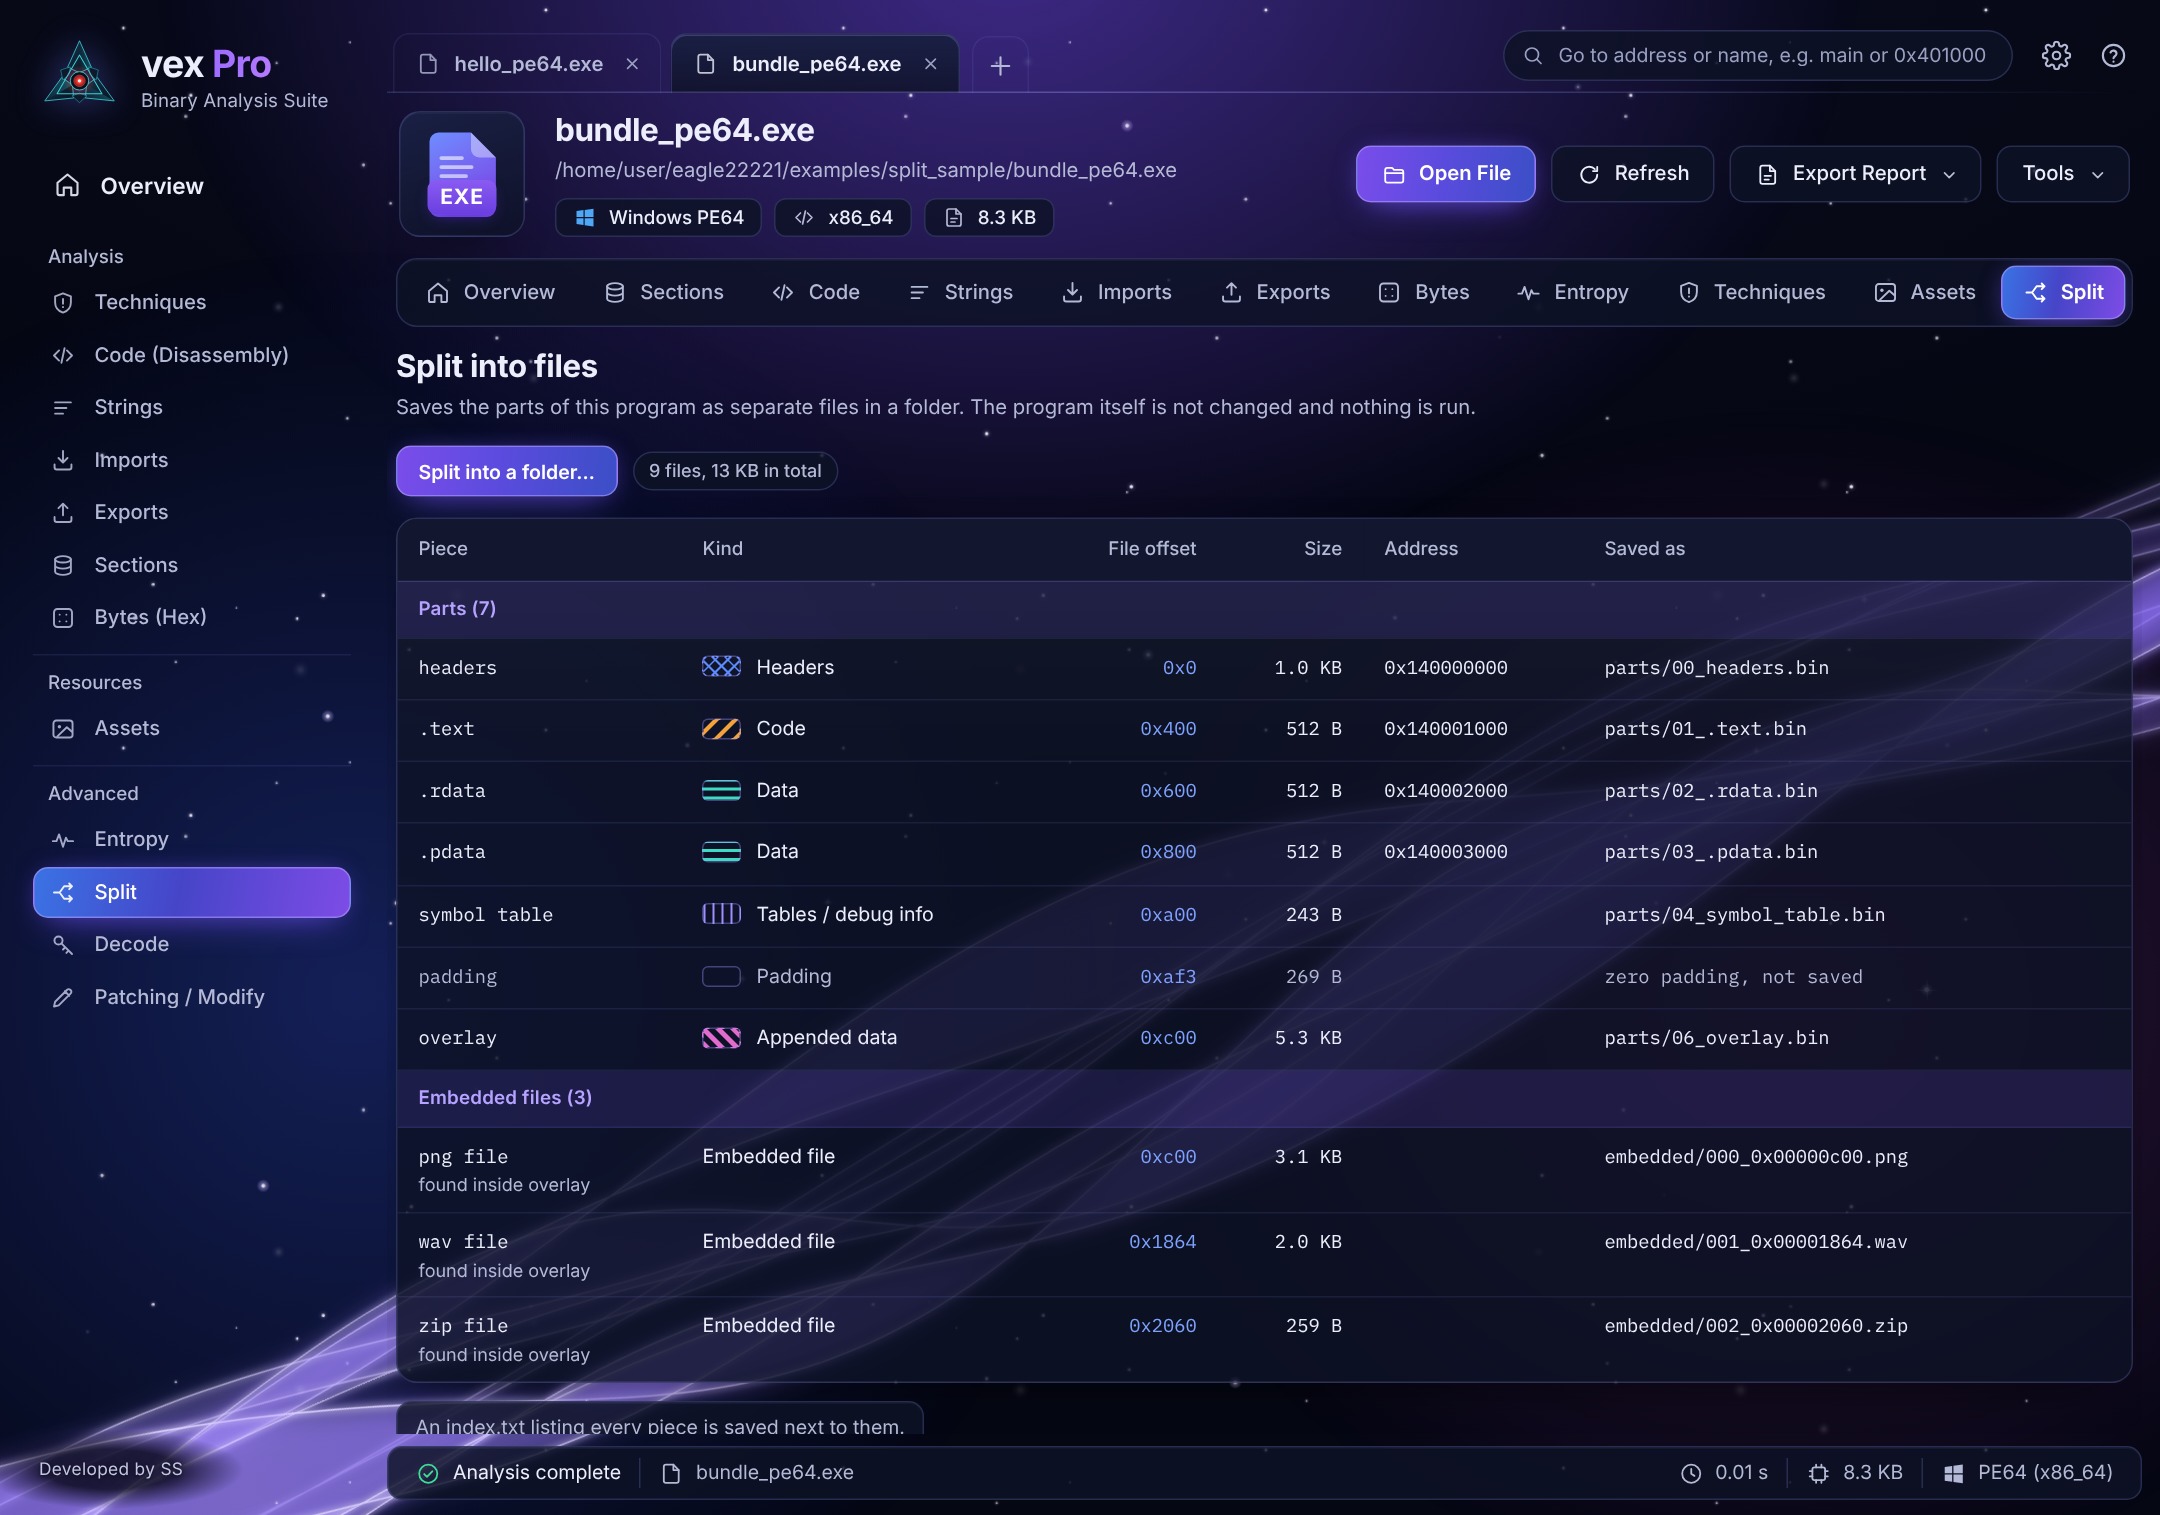 vex Pro
Binary Analysis Suite
hello_pe64.exe
bundle_pe64.exe
Go to address or name, e.g. main or 0x401000
EXE
bundle_pe64.exe
/home/user/eagle22221/examples/split_sample/bundle_pe64.exe
Windows PE64
x86_64
8.3 KB
Open File
Refresh
Export Report
Tools
Overview
Analysis
Techniques
Code (Disassembly)
Strings
Imports
Exports
Sections
Bytes (Hex)
Resources
Assets
Advanced
Entropy
Split
Decode
Patching / Modify
Developed by SS
Overview Sections Code Strings Imports Exports Bytes Entropy Techniques Assets Split
Split into files
Saves the parts of this program as separate files in a folder. The program itself is not changed and nothing is run.
Split into a folder...
9 files, 13 KB in total
Piece Kind File offset Size Address Saved as
Parts (7)
headers Headers 0x0 1.0 KB 0x140000000 parts/00_headers.bin
.text Code 0x400 512 B 0x140001000 parts/01_.text.bin
.rdata Data 0x600 512 B 0x140002000 parts/02_.rdata.bin
.pdata Data 0x800 512 B 0x140003000 parts/03_.pdata.bin
symbol table Tables / debug info 0xa00 243 B parts/04_symbol_table.bin
padding Padding 0xaf3 269 B zero padding, not saved
overlay Appended data 0xc00 5.3 KB parts/06_overlay.bin
Embedded files (3)
png file Embedded file 0xc00 3.1 KB embedded/000_0x00000c00.png
found inside overlay
wav file Embedded file 0x1864 2.0 KB embedded/001_0x00001864.wav
found inside overlay
zip file Embedded file 0x2060 259 B embedded/002_0x00002060.zip
found inside overlay
An index.txt listing every piece is saved next to them.
Analysis complete
bundle_pe64.exe
0.01 s
8.3 KB
PE64 (x86_64)